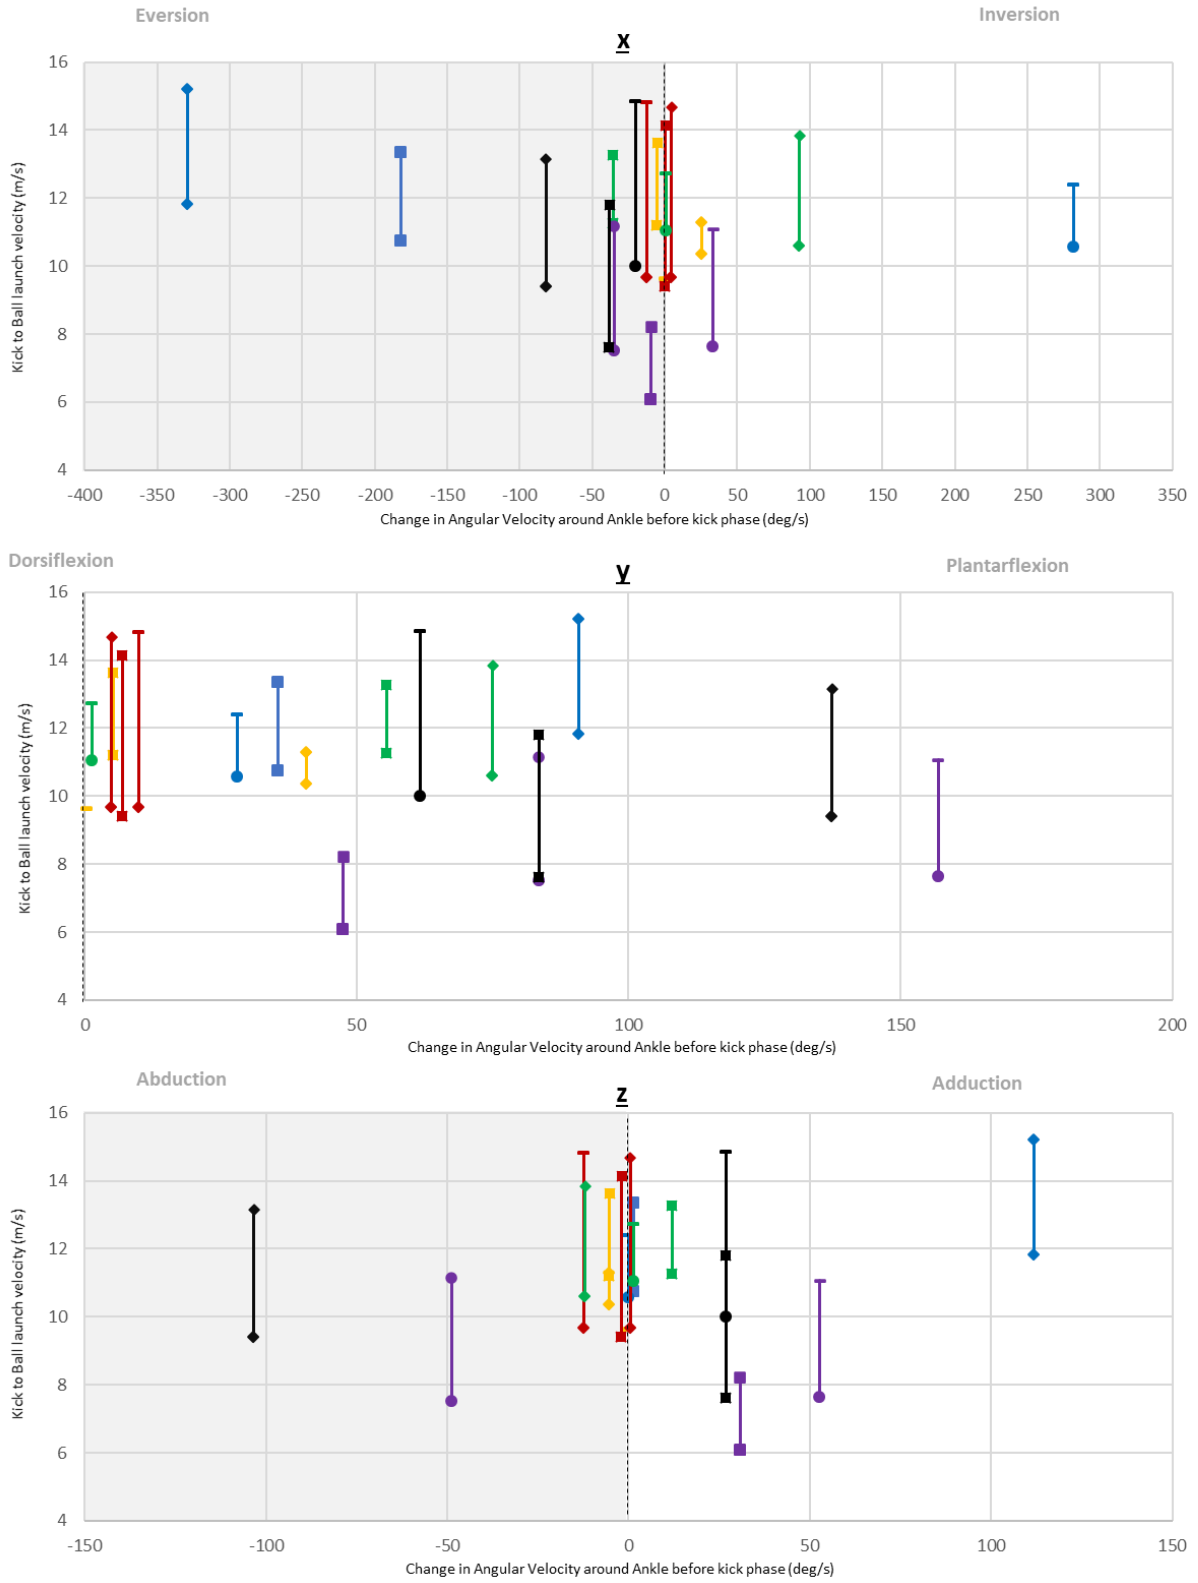 Eversion Inversion
x
16
14
12
10
8
6
4
Kick to Ball launch velocity (m/s)
-400 -350 -300 -250 -200 -150 -100 -50 0 50 100 150 200 250 300 350
Change in Angular Velocity around Ankle before kick phase (deg/s)
Dorsiflexion Plantarflexion
y
16
14
12
10
8
6
4
Kick to Ball launch velocity (m/s)
0 50 100 150 200
Change in Angular Velocity around Ankle before kick phase (deg/s)
Abduction Adduction
z
16
14
12
10
8
6
4
Kick to Ball launch velocity (m/s)
-150 -100 -50 0 50 100 150
Change in Angular Velocity around Ankle before kick phase (deg/s)